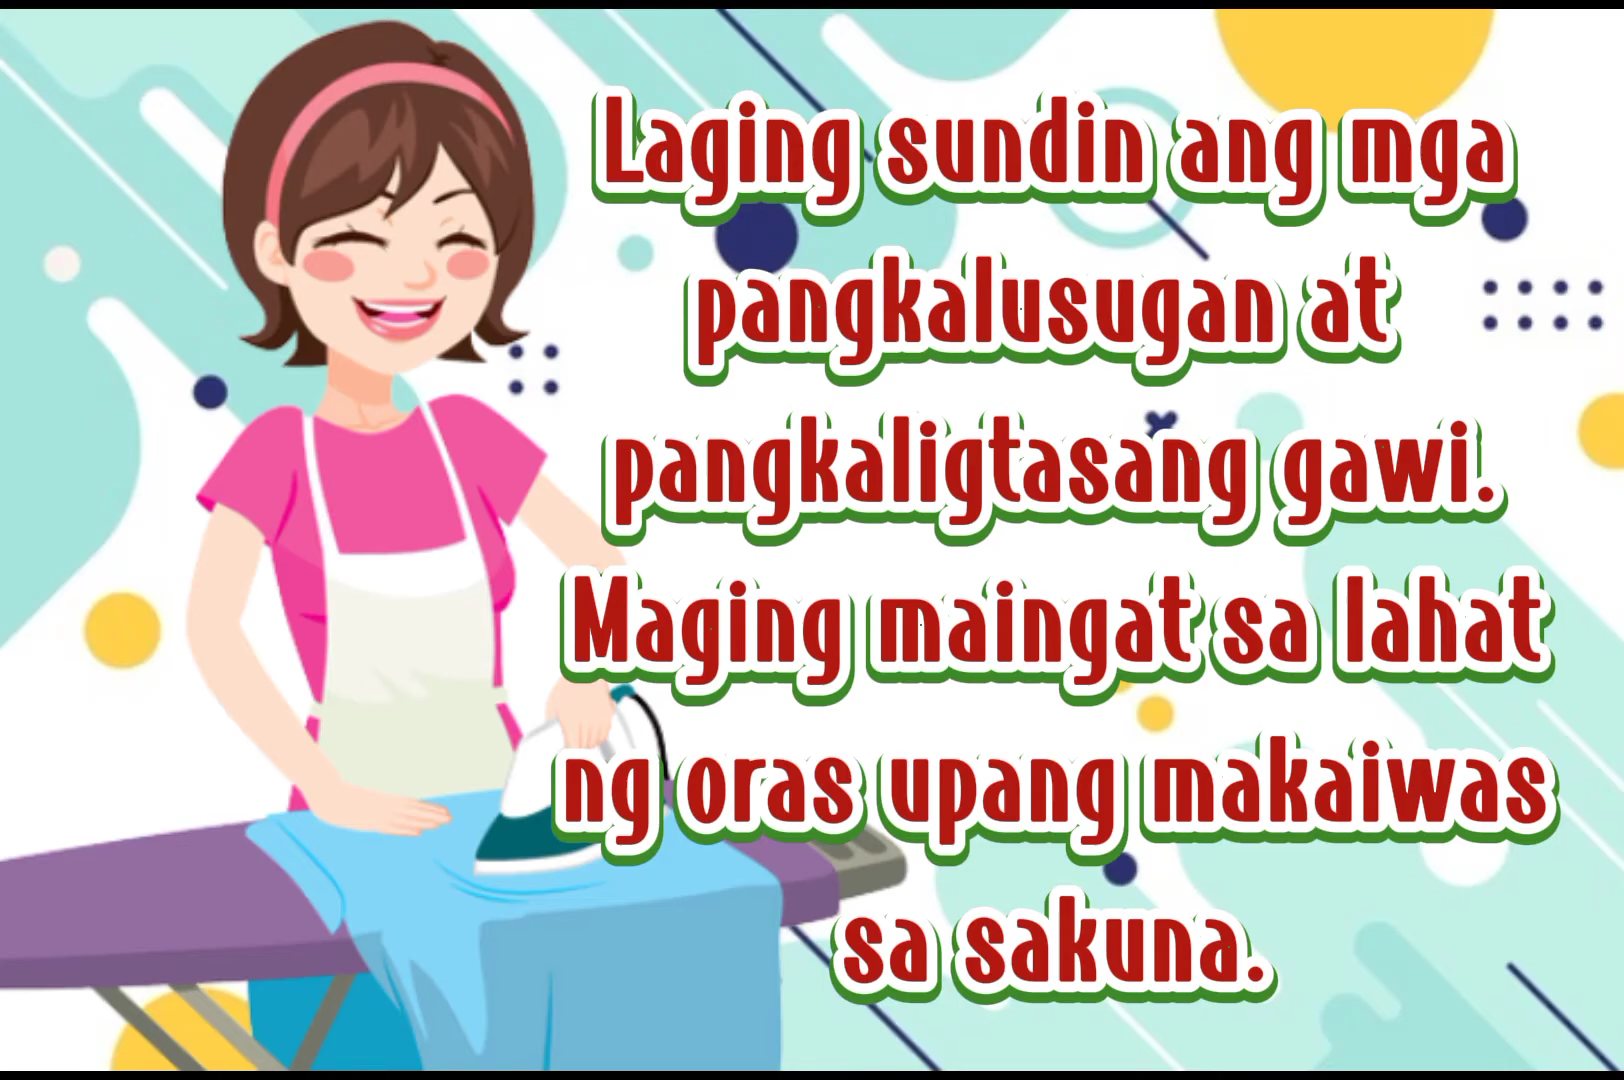 Laging sundin ang mga
pangkalusugan at
pangkaligtasang gawi.
Maging maingat sa lahat
ng oras upang makaiwas
sa sakuna.